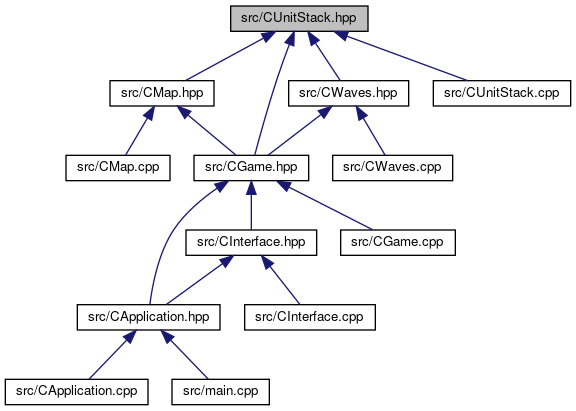 src/CUnitStack.hpp
src/CMap.hpp
src/CWaves.hpp
src/CUnitStack.cpp
src/CMap.cpp
src/CGame.hpp
src/CWaves.cpp
src/CInterface.hpp
src/CGame.cpp
src/CApplication.hpp
src/CInterface.cpp
src/CApplication.cpp
src/main.cpp